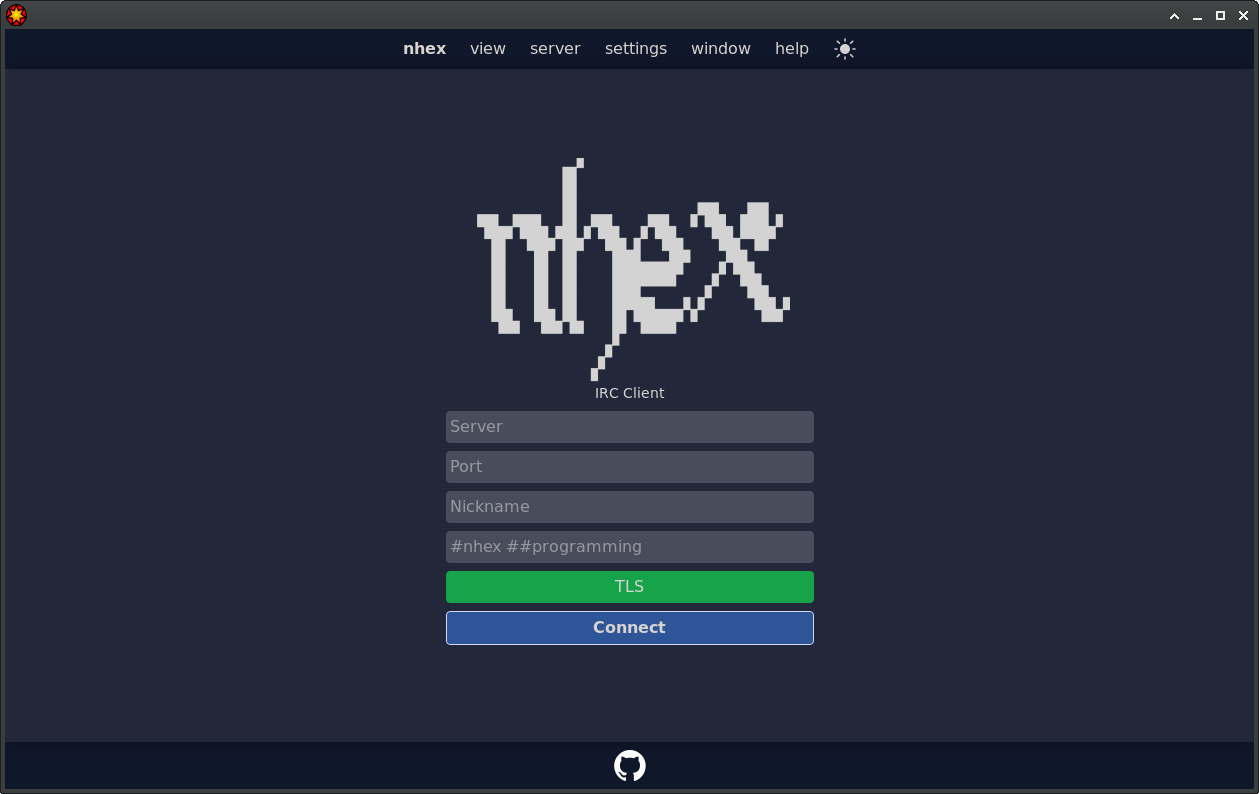 nhex view server settings window help
nhex
IRC Client
Server
Port
Nickname
#nhex ##programming
TLS
Connect